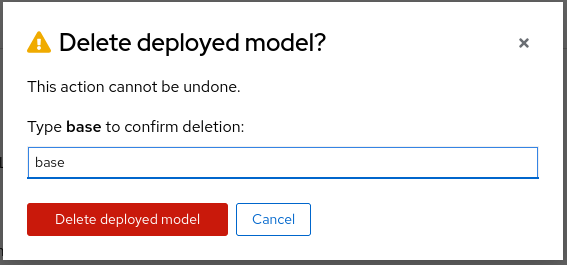 Delete deployed model?
This action cannot be undone.
Type base to confirm deletion:
base
Delete deployed model
Cancel